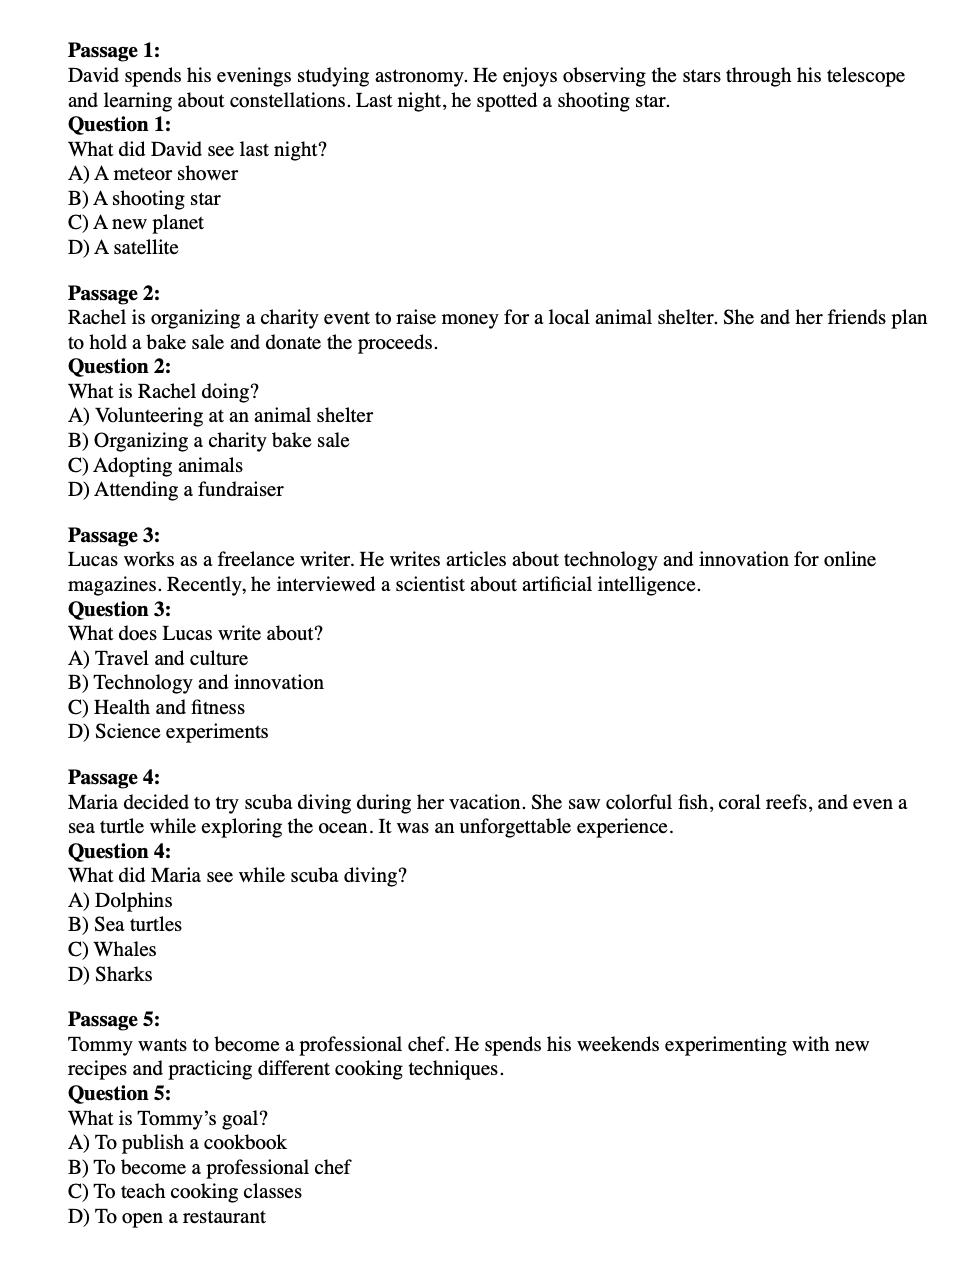 Passage 1:
David spends his evenings studying astronomy. He enjoys observing the stars through his telescope
and learning about constellations. Last night, he spotted a shooting star.
Question 1:
What did David see last night?
A) A meteor shower
B) A shooting star
C) A new planet
D) A satellite
Passage 2:
Rachel is organizing a charity event to raise money for a local animal shelter. She and her friends plan
to hold a bake sale and donate the proceeds.
Question 2:
What is Rachel doing?
A) Volunteering at an animal shelter
B) Organizing a charity bake sale
C) Adopting animals
D) Attending a fundraiser
Passage 3:
Lucas works as a freelance writer. He writes articles about technology and innovation for online
magazines. Recently, he interviewed a scientist about artificial intelligence.
Question 3:
What does Lucas write about?
A) Travel and culture
B) Technology and innovation
C) Health and fitness
D) Science experiments
Passage 4:
Maria decided to try scuba diving during her vacation. She saw colorful fish, coral reefs, and even a
sea turtle while exploring the ocean. It was an unforgettable experience.
Question 4:
What did Maria see while scuba diving?
A) Dolphins
B) Sea turtles
C) Whales
D) Sharks
Passage 5:
Tommy wants to become a professional chef. He spends his weekends experimenting with new
recipes and practicing different cooking techniques.
Question 5:
What is Tommy’s goal?
A) To publish a cookbook
B) To become a professional chef
C) To teach cooking classes
D) To open a restaurant